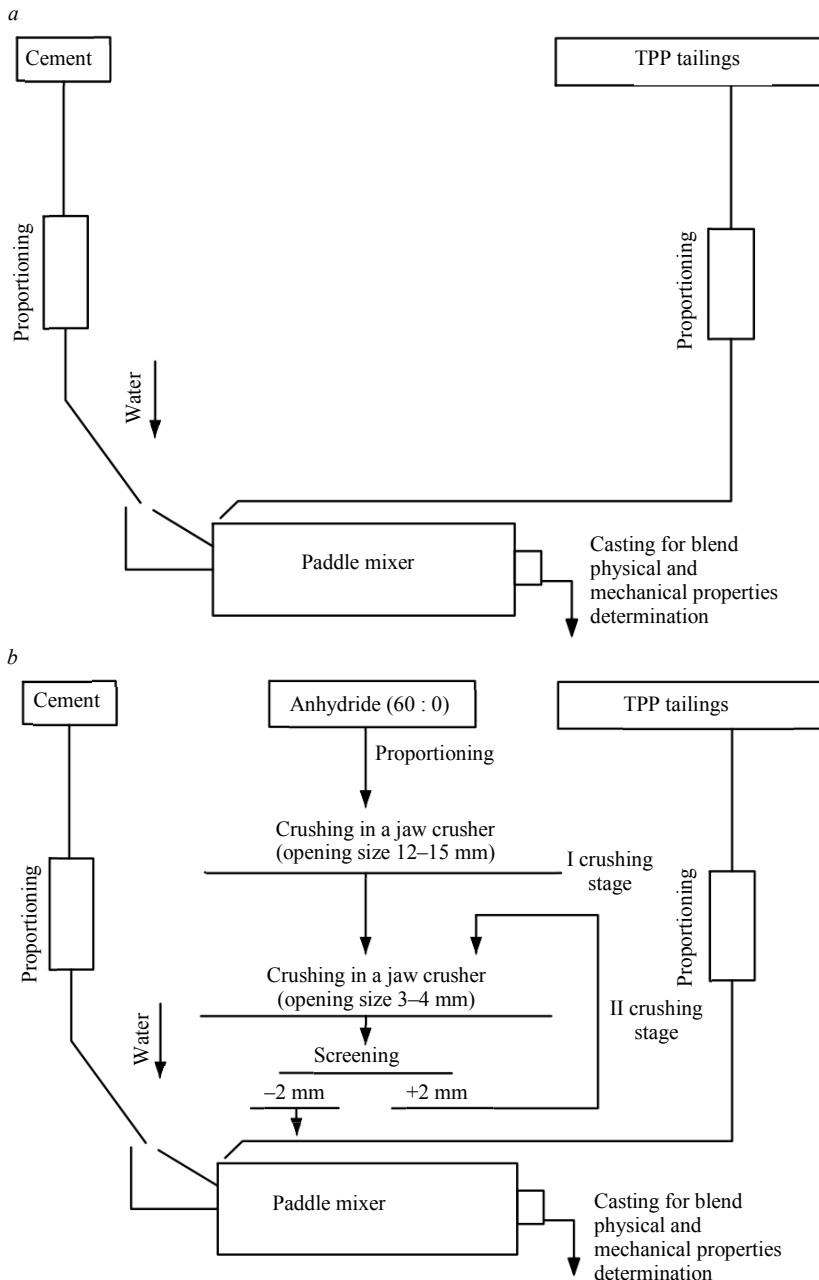 a
Cement
TPP tailings
Proportioning
Proportioning
Water
Paddle mixer
Casting for blend
physical and
mechanical properties
determination
b
Cement
Anhydride (60 : 0)
TPP tailings
Proportioning
Crushing in a jaw crusher
(opening size 12–15 mm)
I crushing
stage
Proportioning
Proportioning
Crushing in a jaw crusher
(opening size 3–4 mm)
II crushing
stage
Water
Screening
–2 mm
+2 mm
Paddle mixer
Casting for blend
physical and
mechanical properties
determination